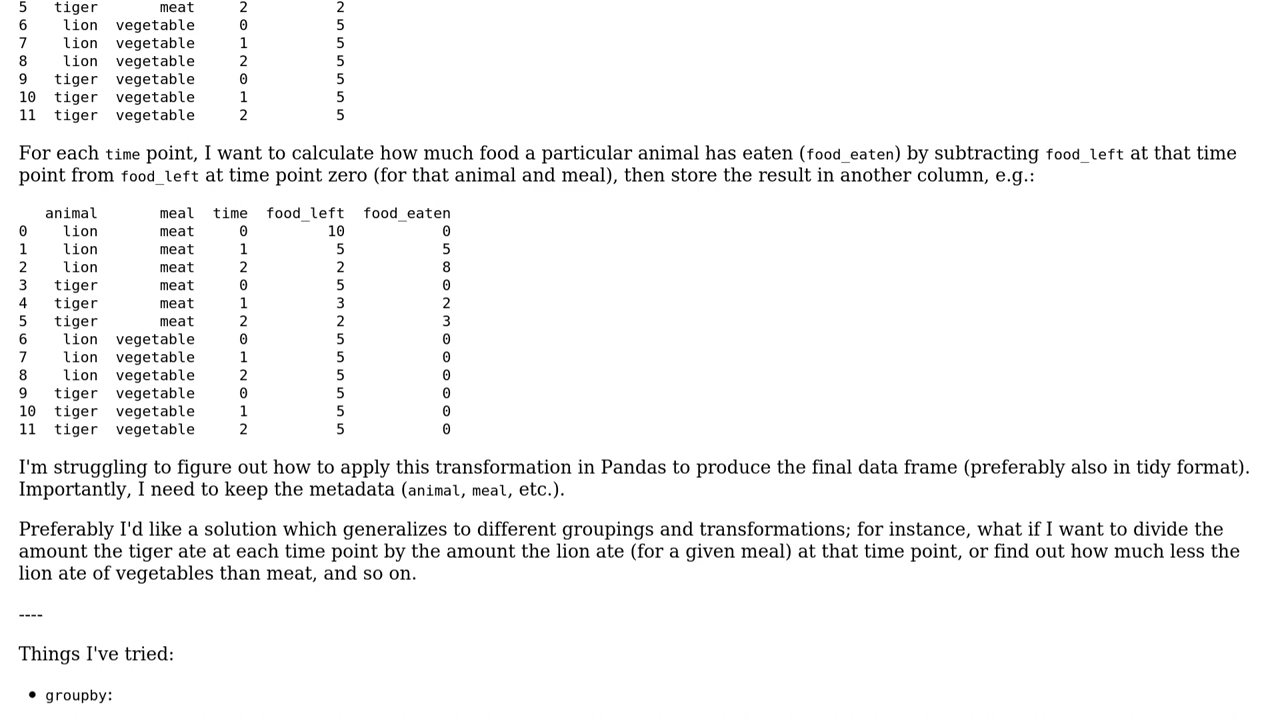 5   tiger       meat     2          2
6    lion  vegetable     0          5
7    lion  vegetable     1          5
8    lion  vegetable     2          5
9   tiger  vegetable     0          5
10  tiger  vegetable     1          5
11  tiger  vegetable     2          5
For each time point, I want to calculate how much food a particular animal has eaten (food_eaten) by subtracting food_left at that time
point from food_left at time point zero (for that animal and meal), then store the result in another column, e.g.:
   animal       meal  time  food_left  food_eaten
0    lion       meat     0         10           0
1    lion       meat     1          5           5
2    lion       meat     2          2           8
3   tiger       meat     0          5           0
4   tiger       meat     1          3           2
5   tiger       meat     2          2           3
6    lion  vegetable     0          5           0
7    lion  vegetable     1          5           0
8    lion  vegetable     2          5           0
9   tiger  vegetable     0          5           0
10  tiger  vegetable     1          5           0
11  tiger  vegetable     2          5           0
I'm struggling to figure out how to apply this transformation in Pandas to produce the final data frame (preferably also in tidy format).
Importantly, I need to keep the metadata (animal, meal, etc.).
Preferably I'd like a solution which generalizes to different groupings and transformations; for instance, what if I want to divide the
amount the tiger ate at each time point by the amount the lion ate (for a given meal) at that time point, or find out how much less the
lion ate of vegetables than meat, and so on.
----
Things I've tried:
• groupby: